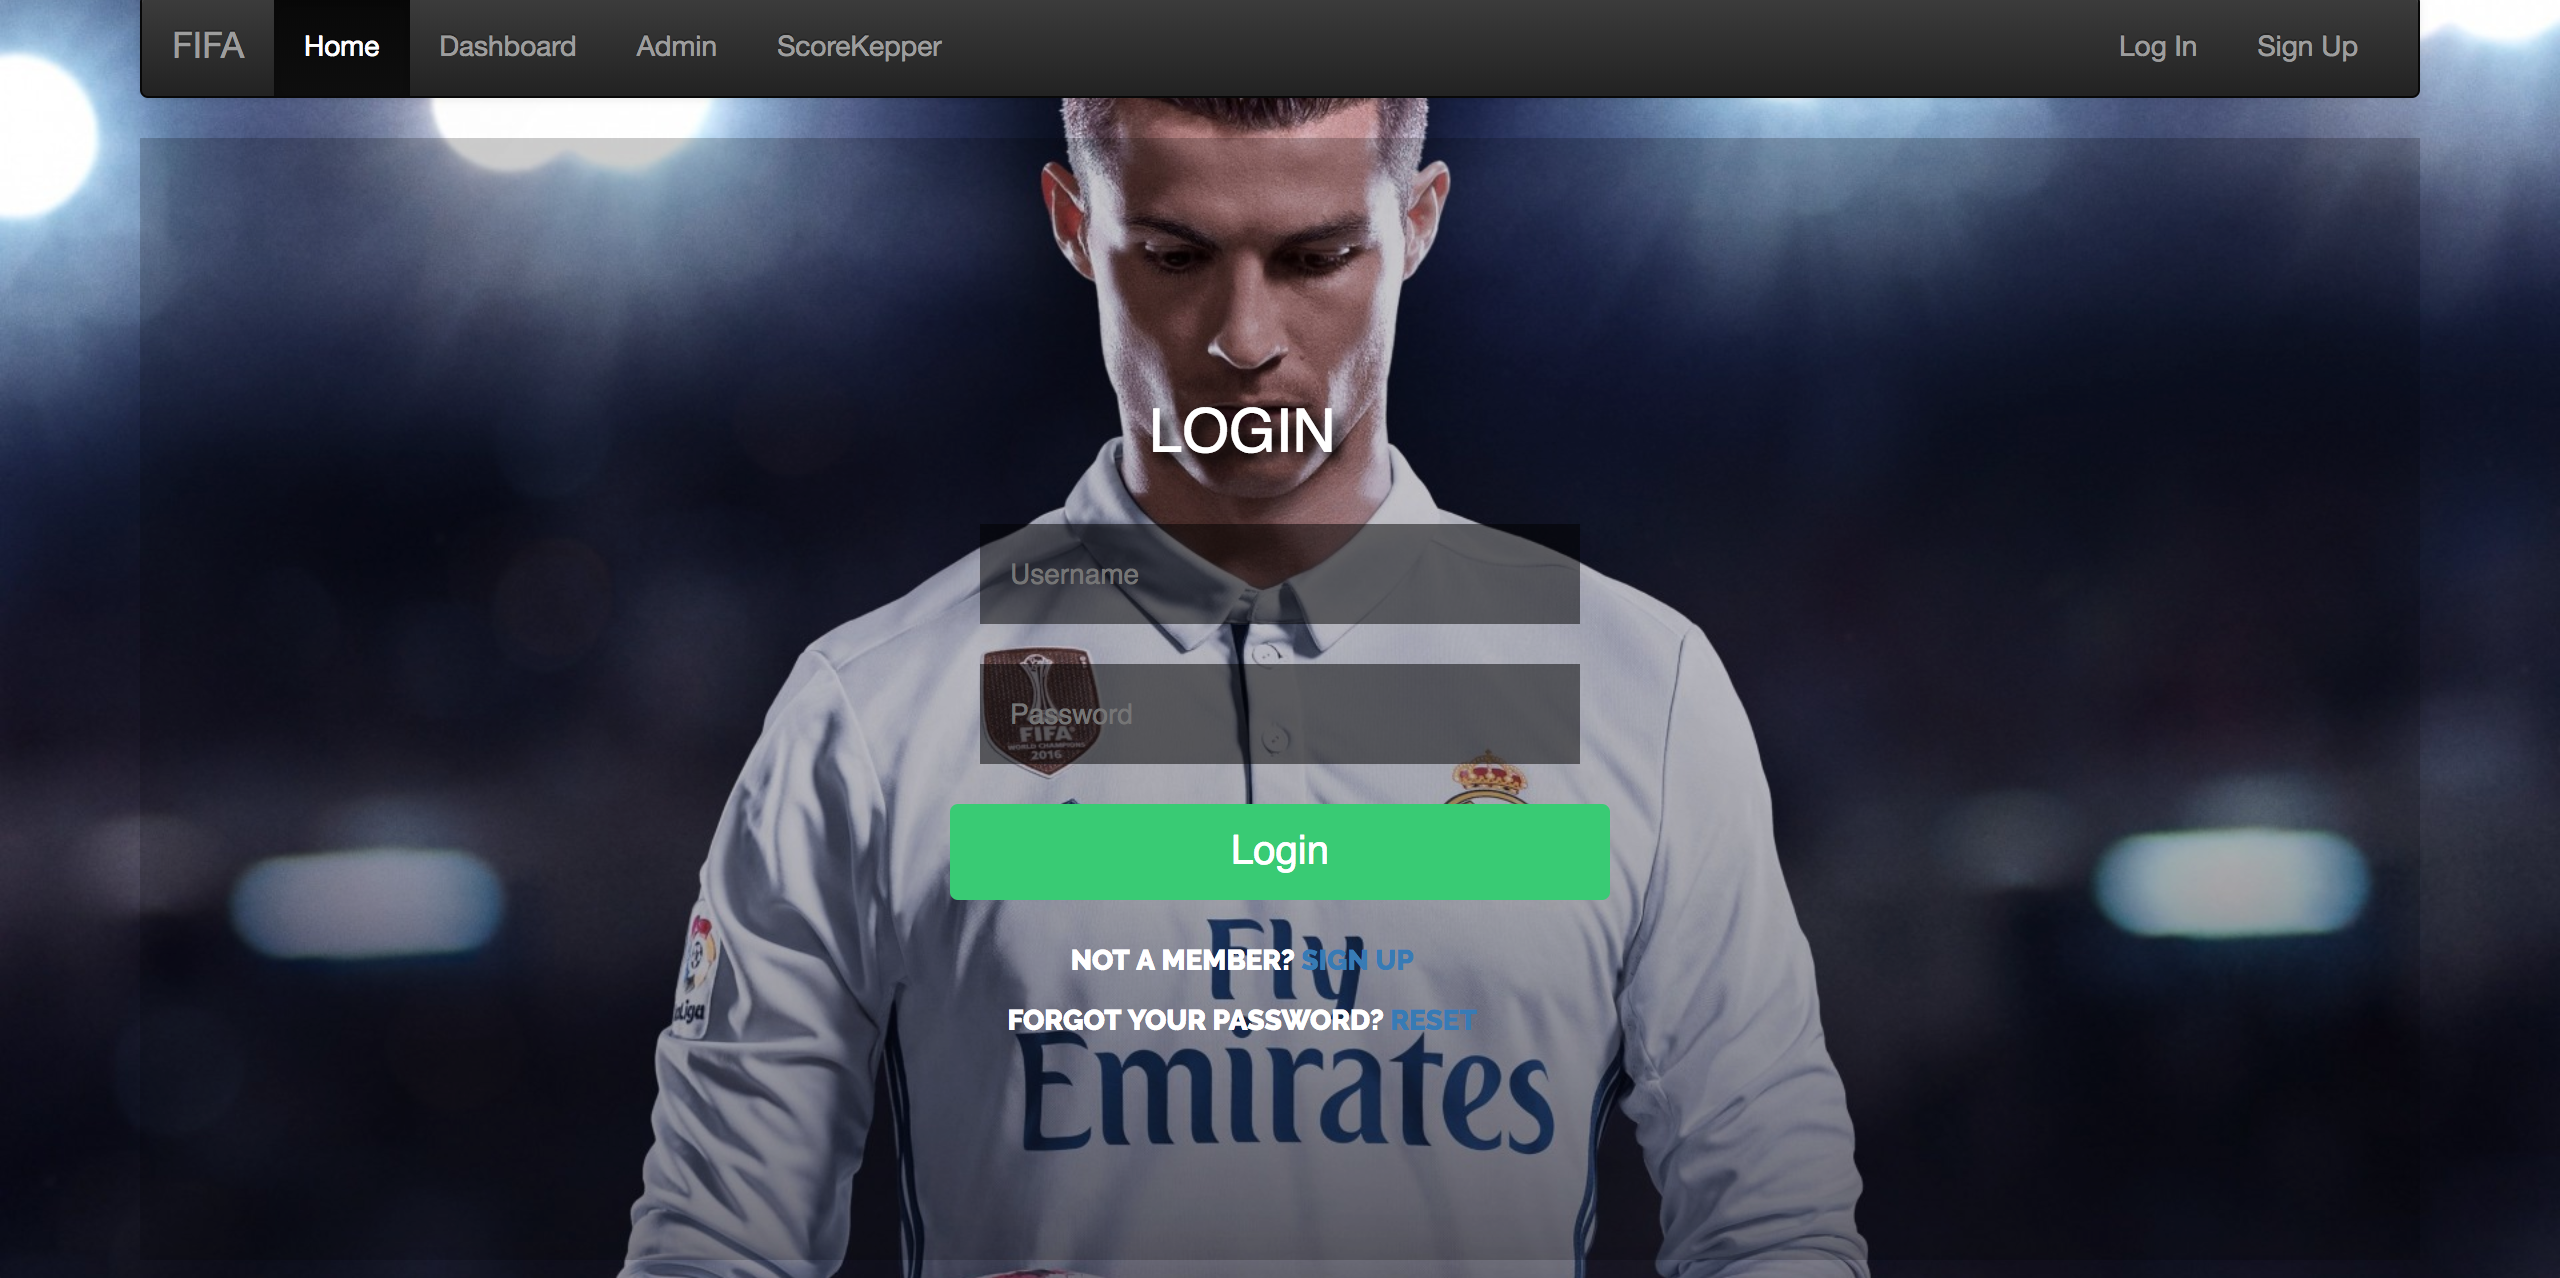 FIFA Home Dashboard Admin ScoreKepper Log In Sign Up
LOGIN
Username
Password
FIFA
WORLD CHAMPIONS
2016
Login
Fly
NOT A MEMBER? SIGN UP
FORGOT YOUR PASSWORD? RESET
Emirates